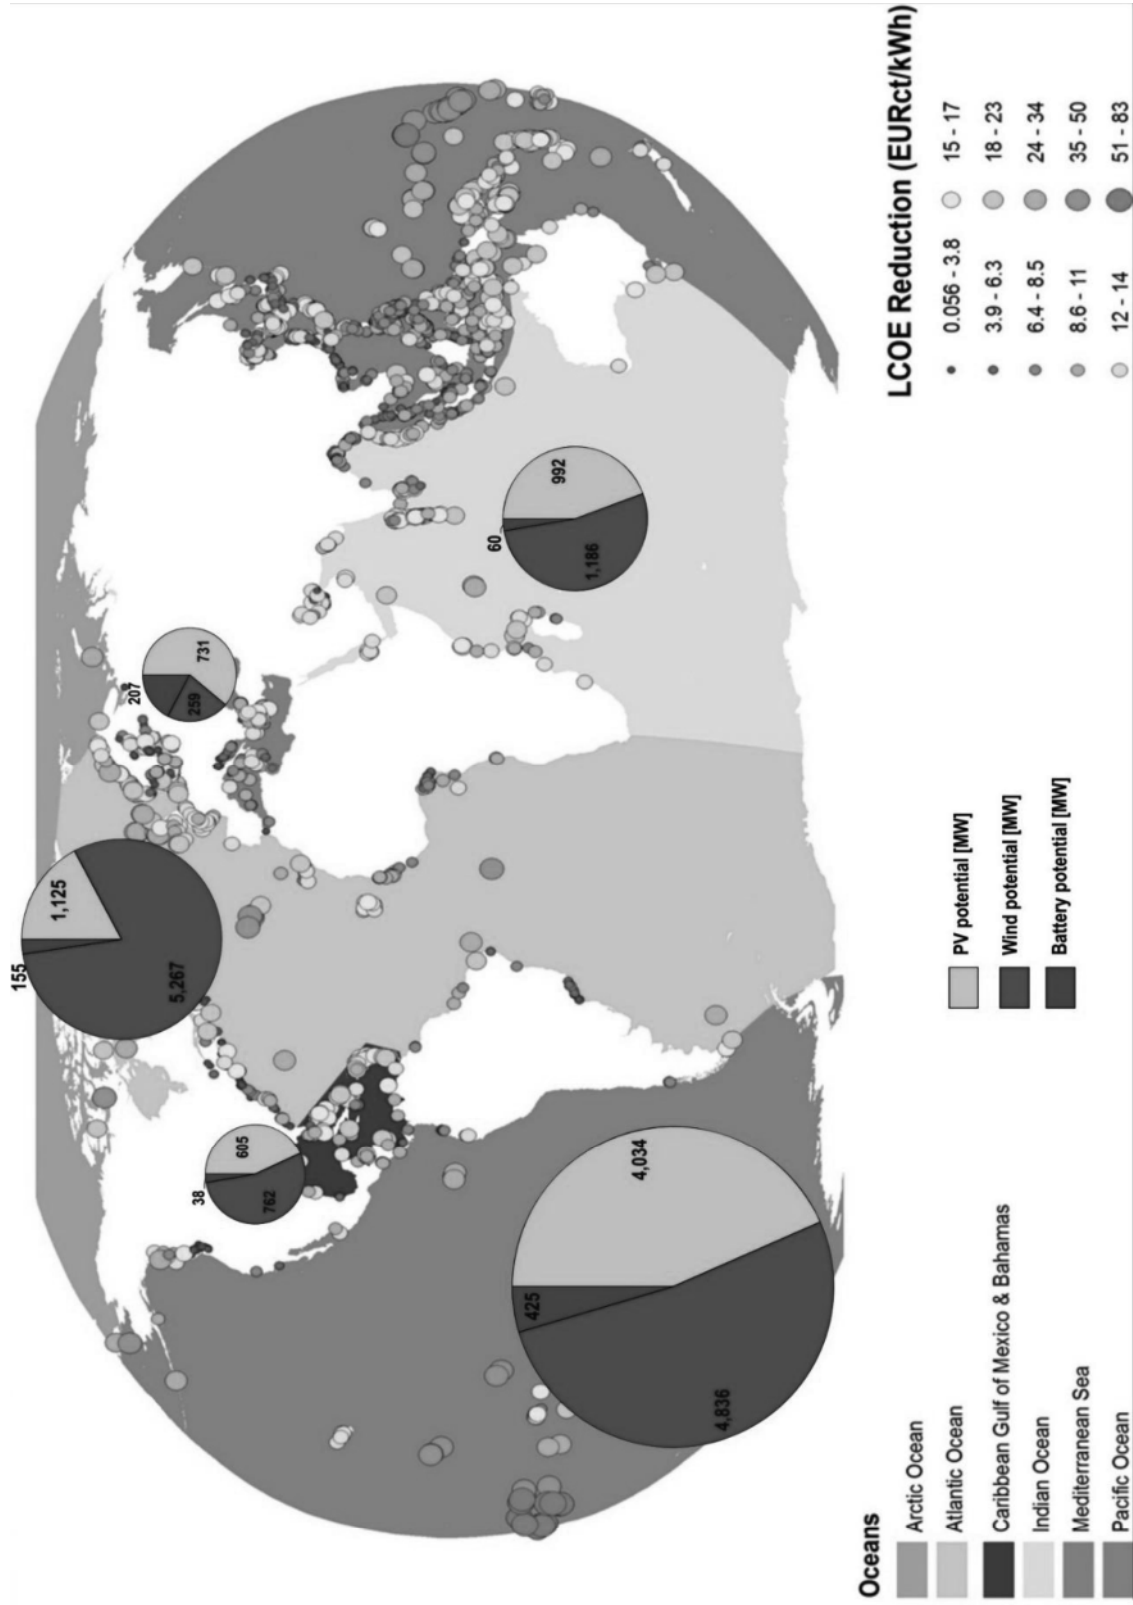 155
1,125
5,267
207
731
259
38
605
762
60
992
1,186
425
4,034
4,836
Oceans
Arctic Ocean
Atlantic Ocean
Caribbean Gulf of Mexico & Bahamas
Indian Ocean
Mediterranean Sea
Pacific Ocean
PV potential [MW]
Wind potential [MW]
Battery potential [MW]
LCOE Reduction (EURct/kWh)
0.056 - 3.8
3.9 - 6.3
6.4 - 8.5
8.6 - 11
12 - 14
15 - 17
18 - 23
24 - 34
35 - 50
51 - 83